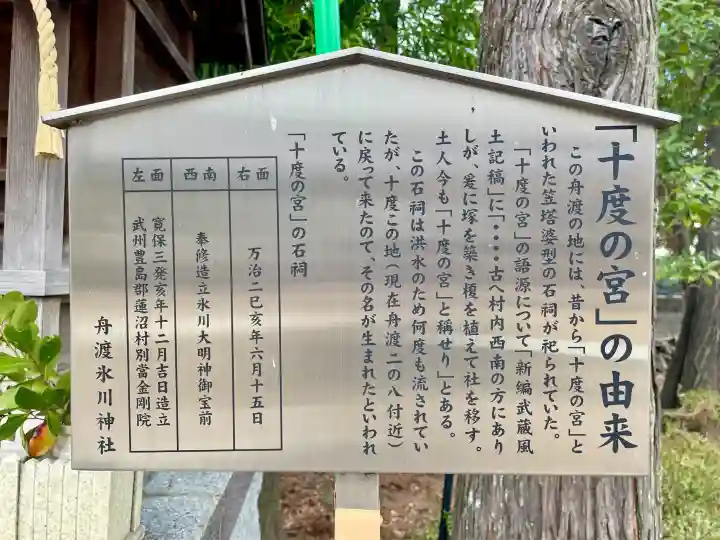 「十度の宮」の由来
この舟渡の地には、昔から「十度の宮」と
いわれた笠塔婆型の石祠が祀られていた。
「十度の宮」の語源について「新編武蔵風
土記稿」に「・・・・古へ村内西南の方にあり
しが、爰に塚を築き榎を植えて社を移す。
土人今も「十度の宮」と称せり」とある。
この石祠は洪水のため何度も流されてい
たが、十度この地(現在舟渡二の八付近)
に戻って来たので、その名が生まれたといわれ
ている。
「十度の宮」の石祠
右面
万治二巳亥年六月十五日
西南
奉修造立氷川大明神御宝前
左面
寛保三発亥年十二月吉日造立
武州豊島郡蓮沼村別當金剛院
舟渡氷川神社